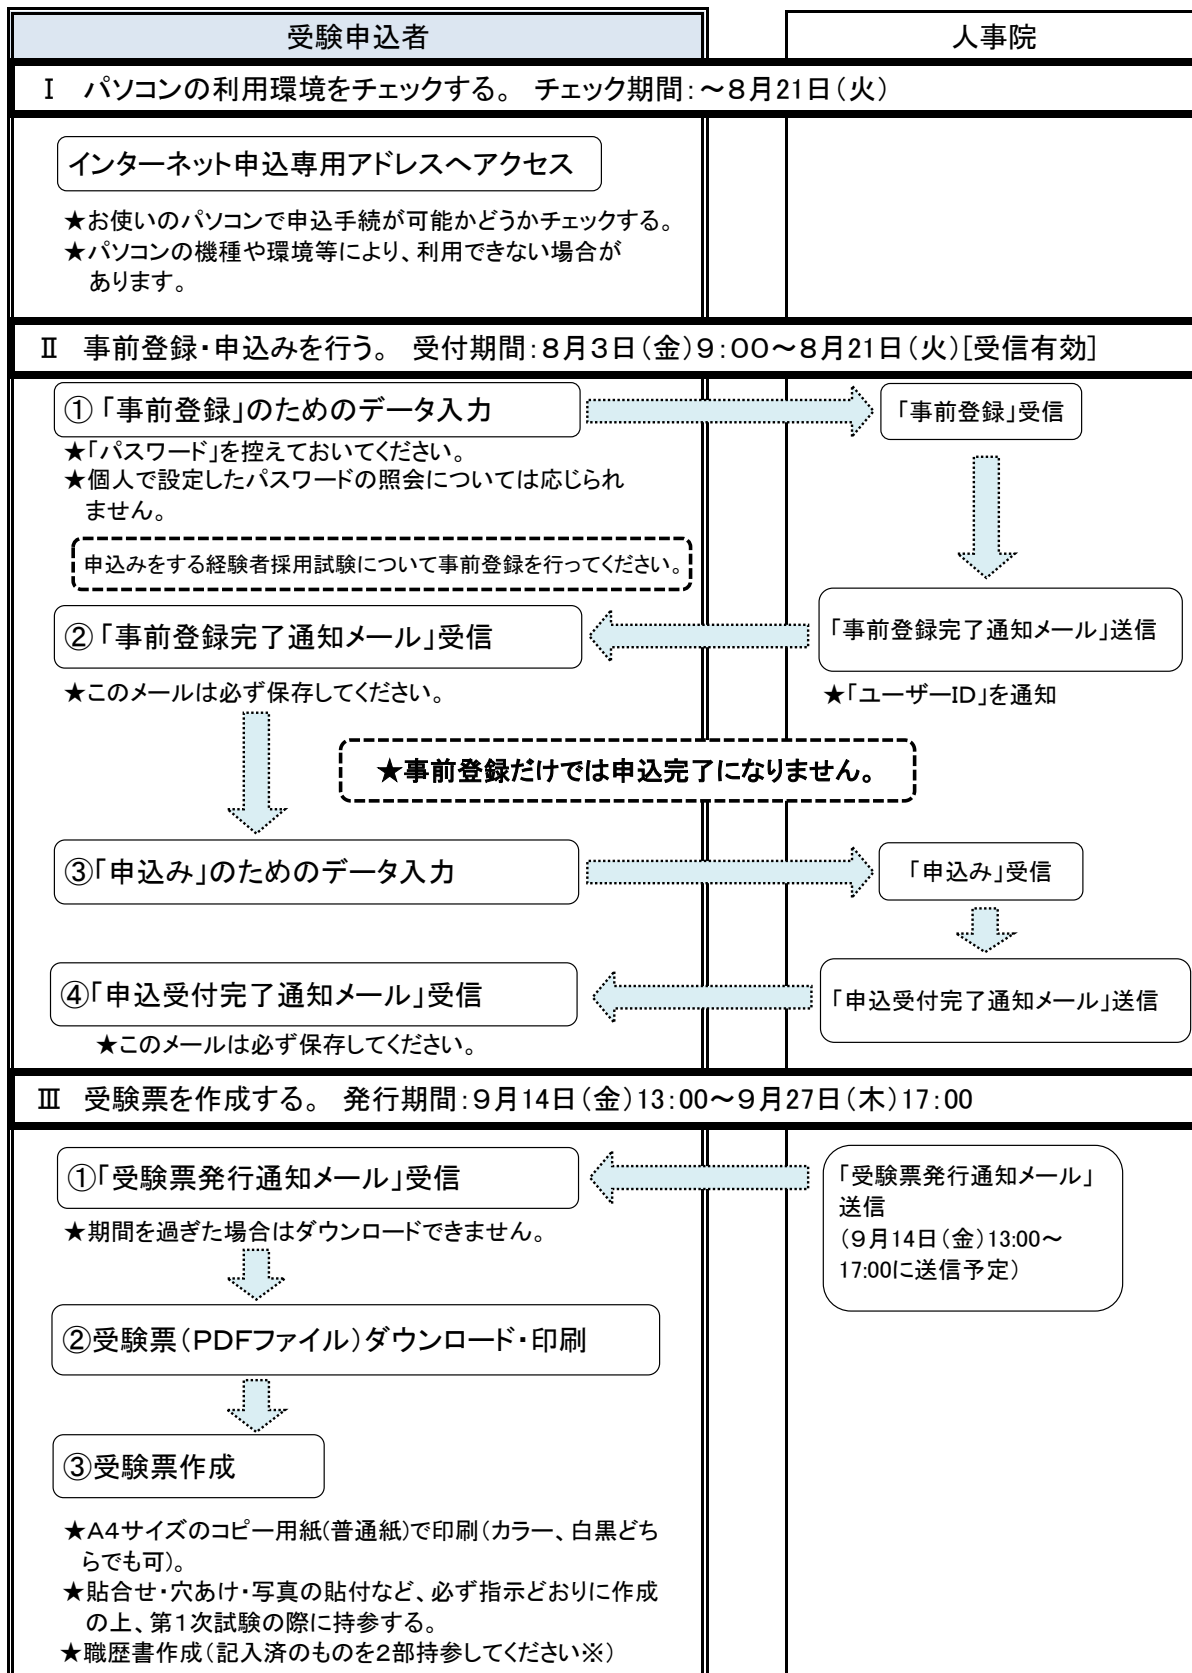 受験申込者
人事院
Ⅰ　パソコンの利用環境をチェックする。　チェック期間：～８月21日（火）
インターネット申込専用アドレスへアクセス
★お使いのパソコンで申込手続が可能かどうかチェックする。
★パソコンの機種や環境等により、利用できない場合が
あります。
Ⅱ　事前登録・申込みを行う。　受付期間：８月３日（金）９：００～８月21日（火）[受信有効]
①「事前登録」のためのデータ入力
「事前登録」受信
★「パスワード」を控えておいてください。
★個人で設定したパスワードの照会については応じられ
ません。
申込みをする経験者採用試験について事前登録を行ってください。
②「事前登録完了通知メール」受信
「事前登録完了通知メール」送信
★このメールは必ず保存してください。
★「ユーザーID」を通知
★事前登録だけでは申込完了になりません。
③「申込み」のためのデータ入力
「申込み」受信
④「申込受付完了通知メール」受信
「申込受付完了通知メール」送信
★このメールは必ず保存してください。
Ⅲ　受験票を作成する。　発行期間：９月14日（金）13：00～９月27日（木）17：00
①「受験票発行通知メール」受信
「受験票発行通知メール」
送信
（９月14日（金）13:00～
17:00に送信予定）
★期間を過ぎた場合はダウンロードできません。
②受験票（PDFファイル）ダウンロード・印刷
③受験票作成
★A４サイズのコピー用紙(普通紙)で印刷（カラー、白黒どち
らでも可）。
★貼合せ・穴あけ・写真の貼付など、必ず指示どおりに作成
の上、第１次試験の際に持参する。
★職歴書作成（記入済のものを２部持参してください※）